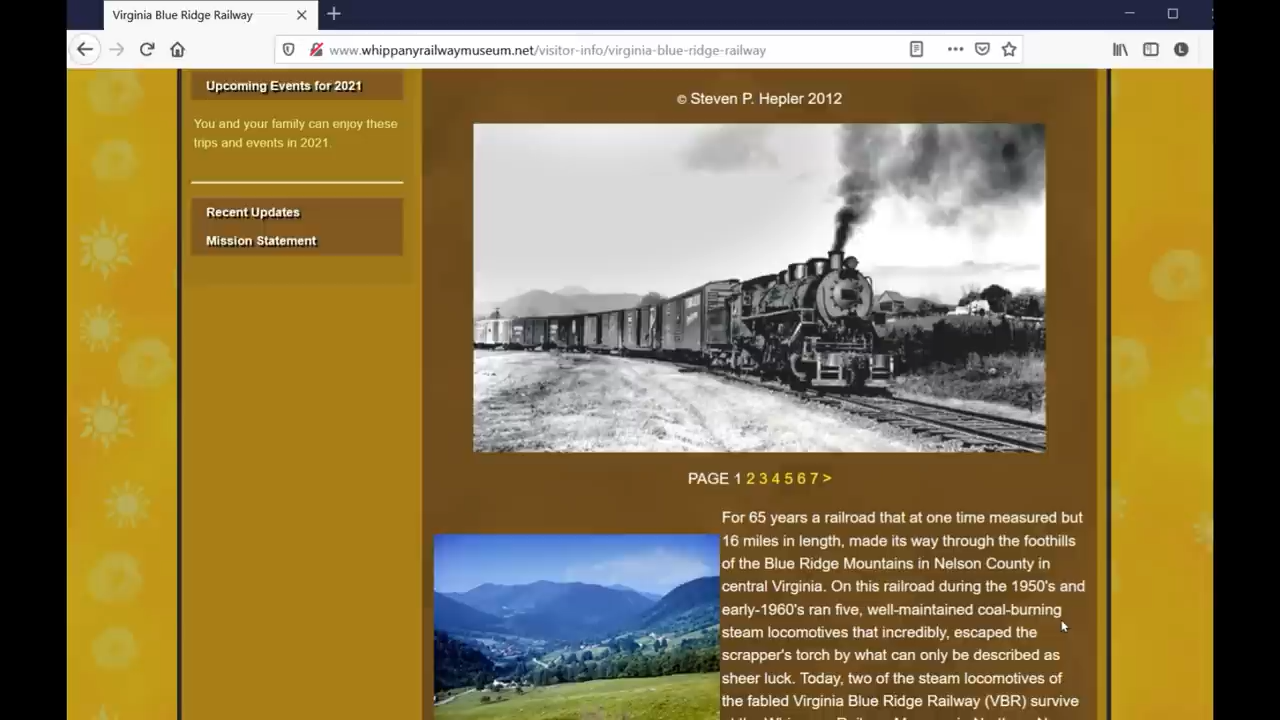 Virginia Blue Ridge Railway
www.whippanyrailwaymuseum.net/visitor-info/virginia-blue-ridge-railway
L
Upcoming Events for 2021
You and your family can enjoy these
trips and events in 2021.
Recent Updates
Mission Statement
© Steven P. Hepler 2012
PAGE 1 2 3 4 5 6 7 >
For 65 years a railroad that at one time measured but
16 miles in length, made its way through the foothills
of the Blue Ridge Mountains in Nelson County in
central Virginia. On this railroad during the 1950's and
early-1960's ran five, well-maintained coal-burning
steam locomotives that incredibly, escaped the
scrapper's torch by what can only be described as
sheer luck. Today, two of the steam locomotives of
the fabled Virginia Blue Ridge Railway (VBR) survive